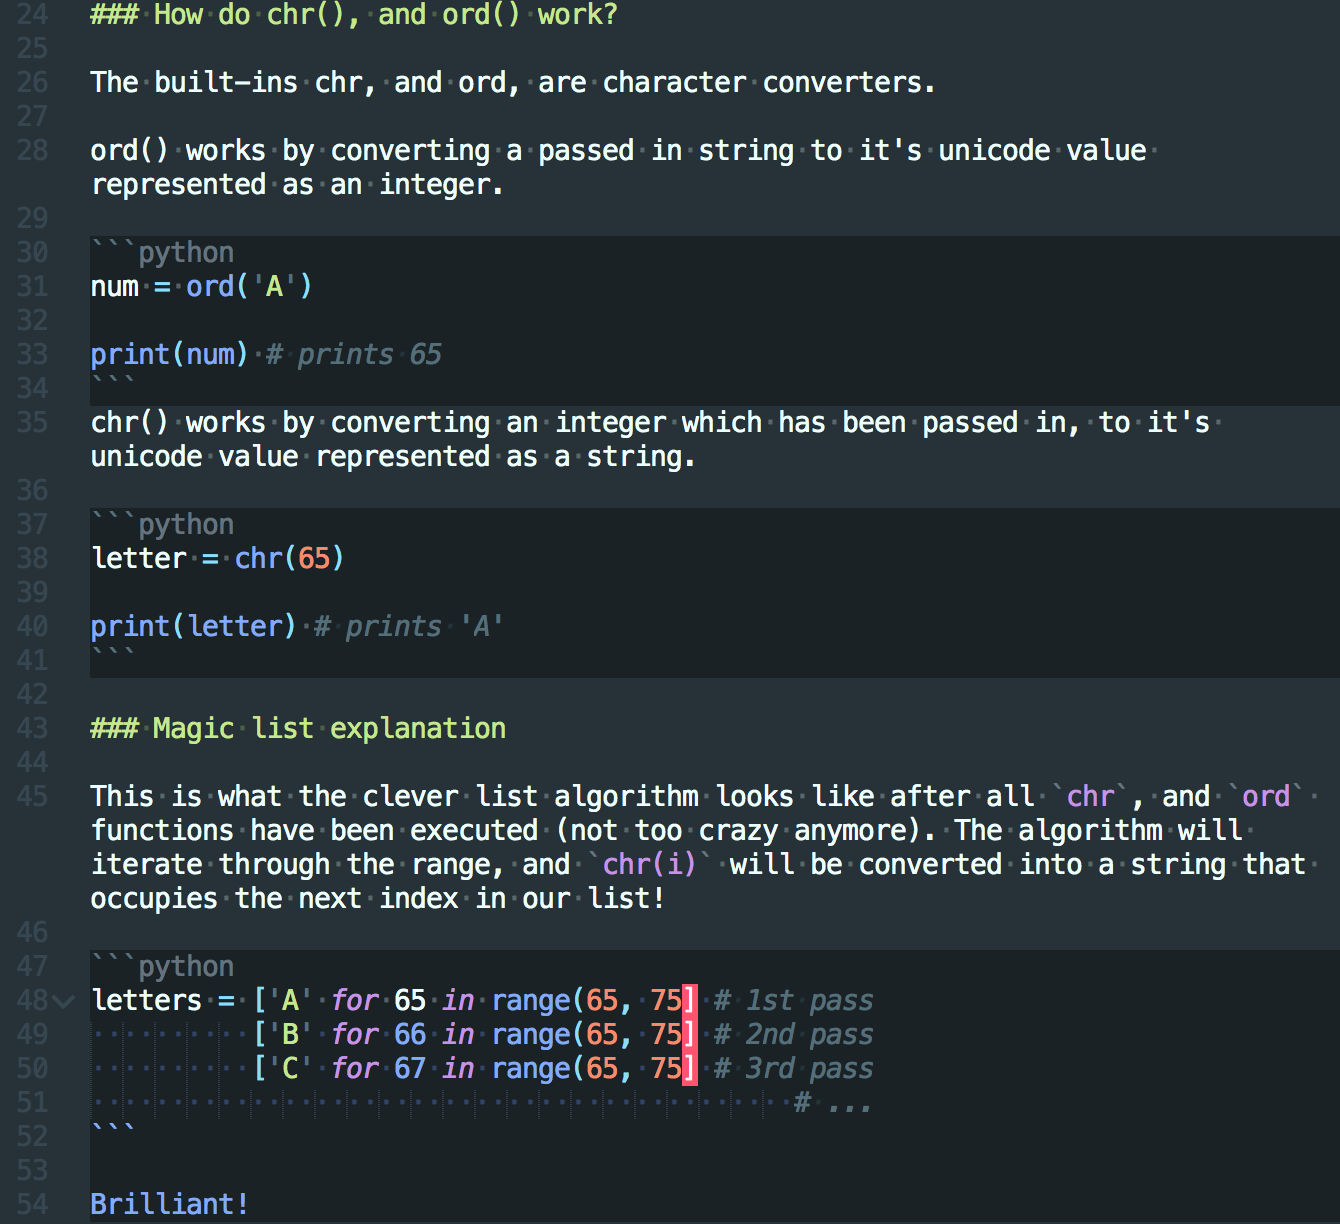 24 ### How do chr(), and ord() work?
25
26 The built-ins chr, and ord, are character converters.
27
28 ord() works by converting a passed in string to it's unicode value
represented as an integer.
29
30 ```python
31 num = ord('A')
32
33 print(num) # prints 65
34 ```
35 chr() works by converting an integer which has been passed in, to it's
unicode value represented as a string.
36
37 ```python
38 letter = chr(65)
39
40 print(letter) # prints 'A'
41 ```
42
43 ### Magic list explanation
44
45 This is what the clever list algorithm looks like after all `chr`, and `ord`
functions have been executed (not too crazy anymore). The algorithm will
iterate through the range, and `chr(i)` will be converted into a string that
occupies the next index in our list!
46
47 ```python
48 letters = ['A' for 65 in range(65, 75] # 1st pass
49           ['B' for 66 in range(65, 75] # 2nd pass
50           ['C' for 67 in range(65, 75] # 3rd pass
51                                            # ...
52 ```
53
54 Brilliant!